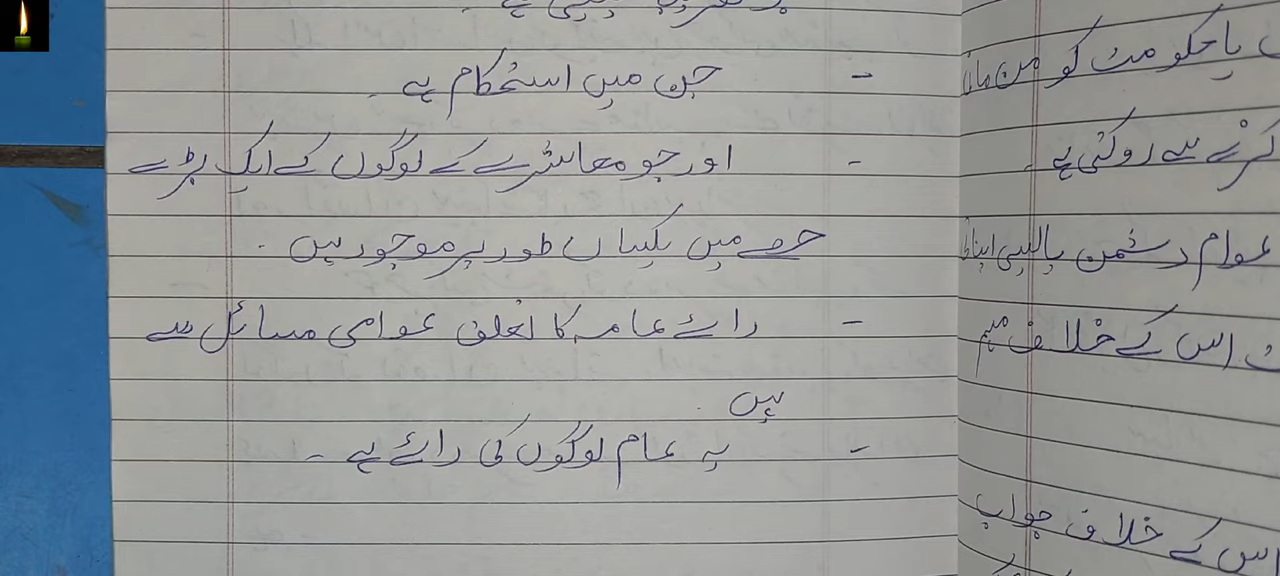 - جن میں استحکام ہے ۔
- اور جو معاشرے کے لوگوں کے ایک بڑے
حصے میں یکساں طور پر موجود ہیں ۔
- رائے عامہ کا تعلق عوامی مسائل سے
ہیں ۔
- یہ عام لوگوں کی رائے ہے ۔
یا حکومت کو من مانی
کرنے سے روکتی ہے ۔
عوام دشمن پالیسی
اس کے خلاف مہم
اس کے خلاف جواب